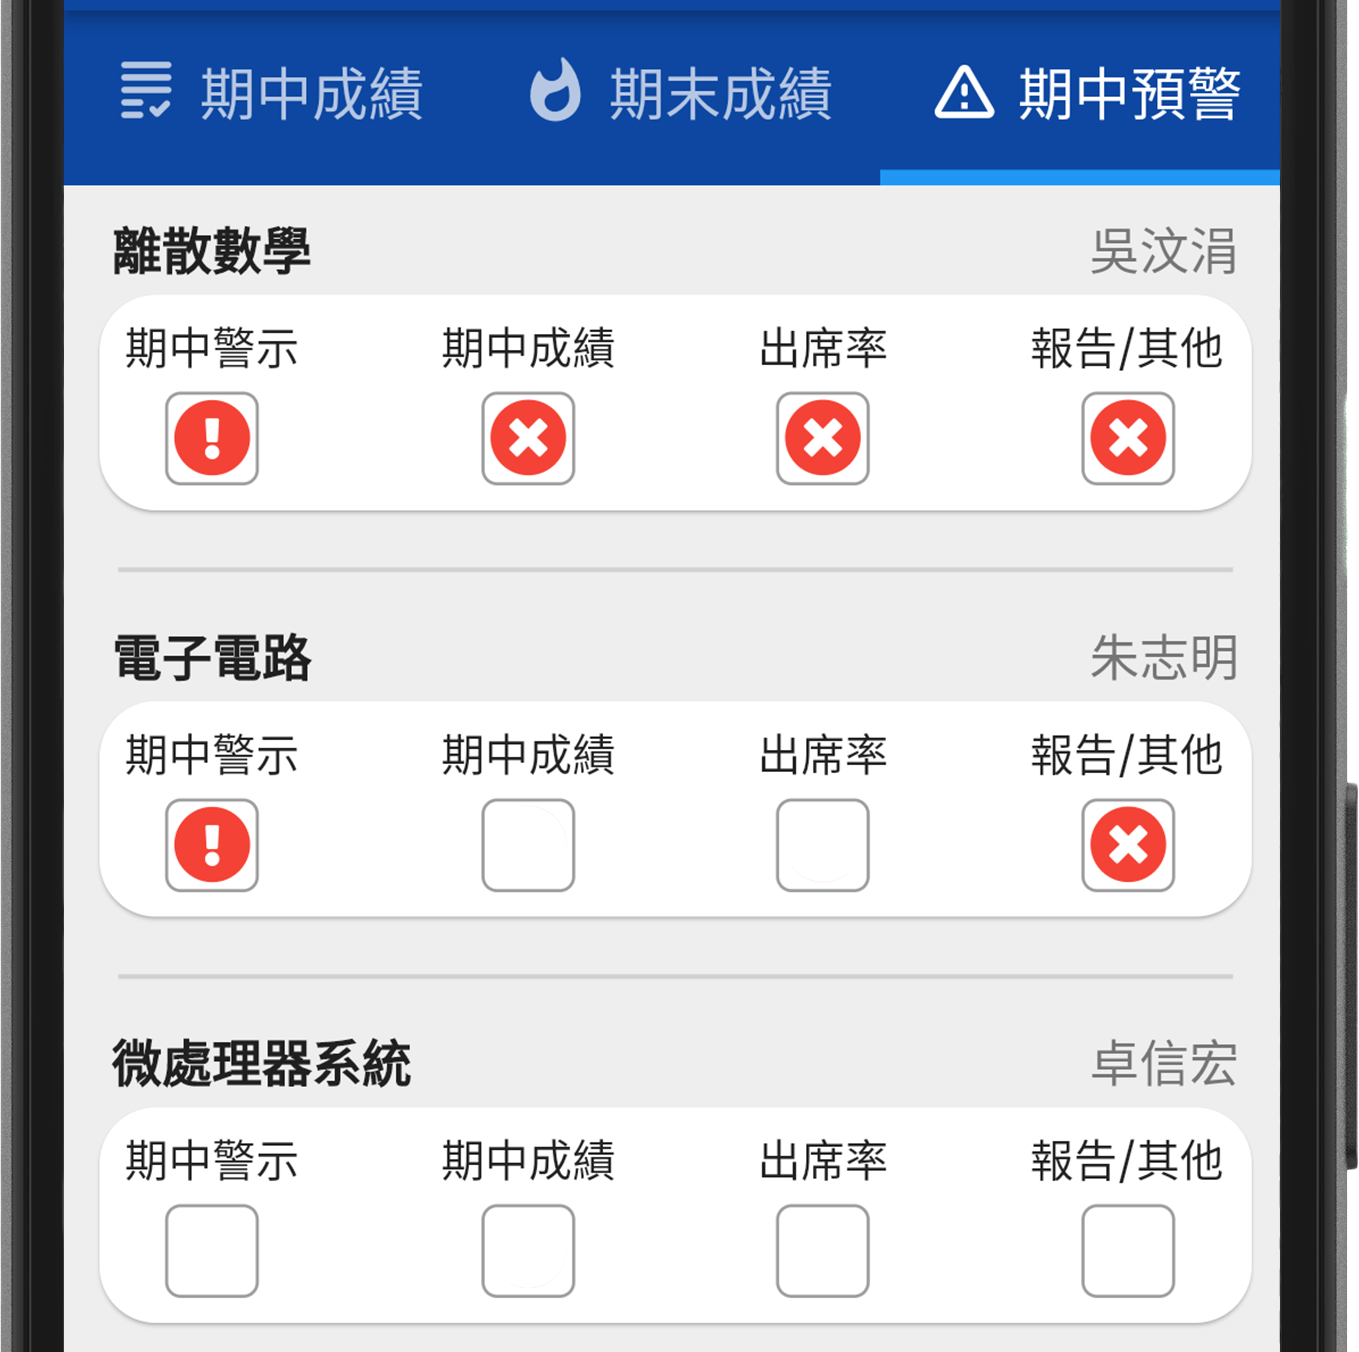 期中成績 期末成績 期中預警
離散數學 吳汶涓
期中警示 期中成績 出席率 報告/其他
電子電路 朱志明
期中警示 期中成績 出席率 報告/其他
微處理器系統 卓信宏
期中警示 期中成績 出席率 報告/其他